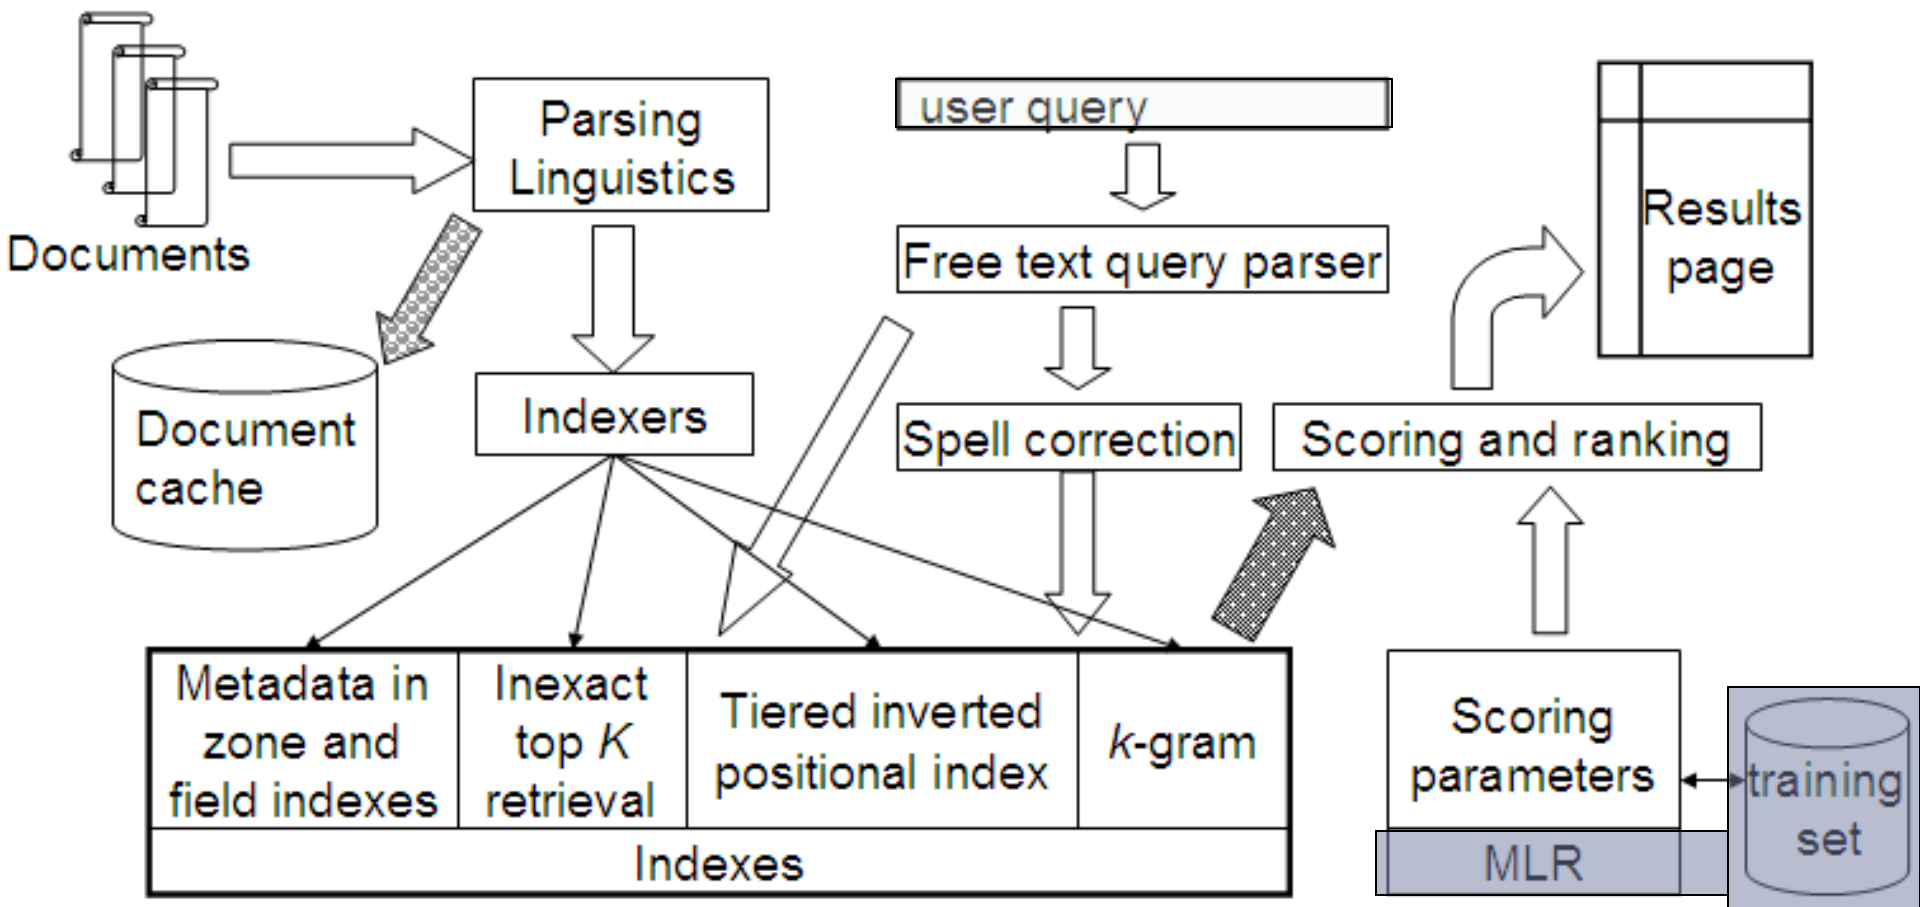 Documents
Parsing
Linguistics
user query
Free text query parser
Results
page
Document
cache
Indexers
Spell correction
Scoring and ranking
Metadata in
zone and
field indexes
Inexact
top K
retrieval
Tiered inverted
positional index
k-gram
Indexes
Scoring
parameters
MLR
training
set